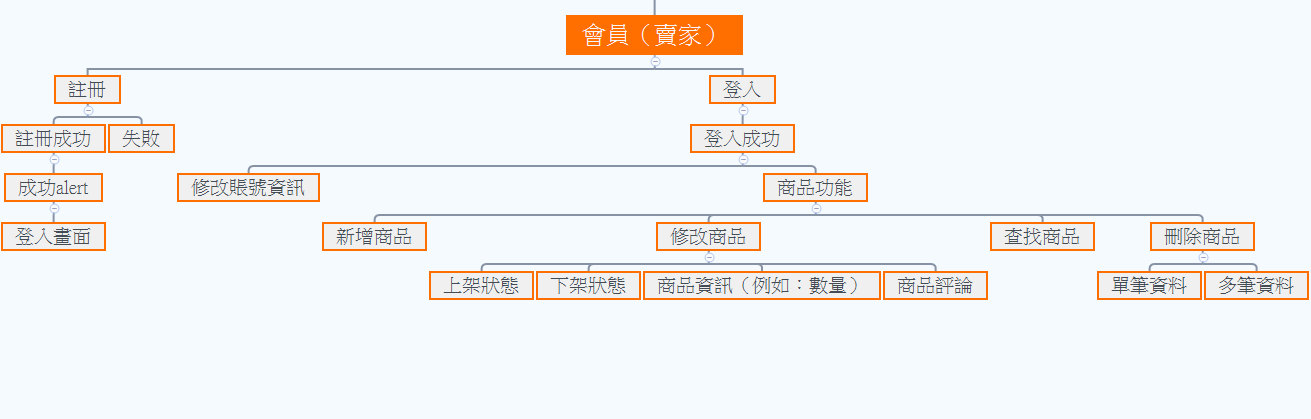 會員（賣家）
註冊
登入
註冊成功
失敗
登入成功
成功alert
修改賬號資訊
商品功能
登入畫面
新增商品
修改商品
查找商品
刪除商品
上架狀態
下架狀態
商品資訊（例如：數量）
商品評論
單筆資料
多筆資料